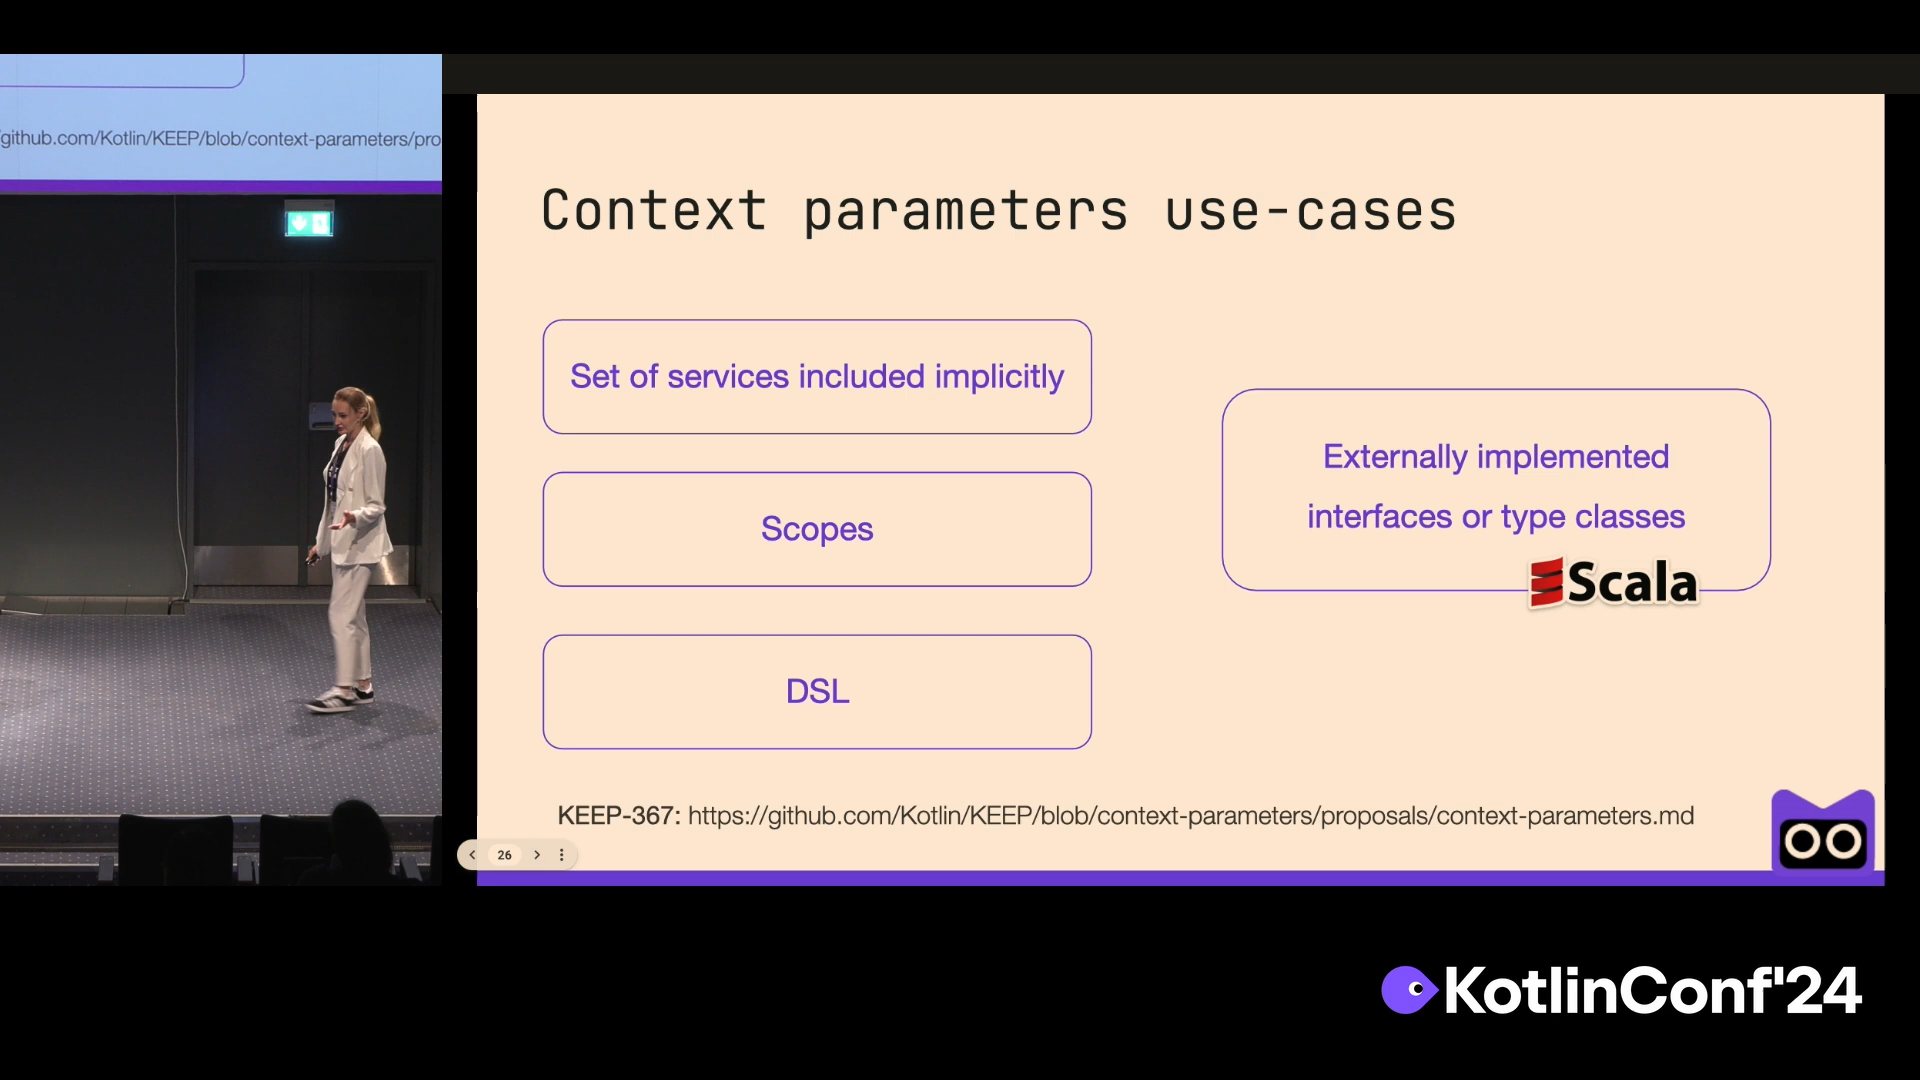 github.com/Kotlin/KEEP/blob/context-parameters/pro
Context parameters use-cases
Set of services included implicitly
Scopes
DSL
Externally implemented
interfaces or type classes
Scala
KEEP-367: https://github.com/Kotlin/KEEP/blob/context-parameters/proposals/context-parameters.md
26
KotlinConf'24